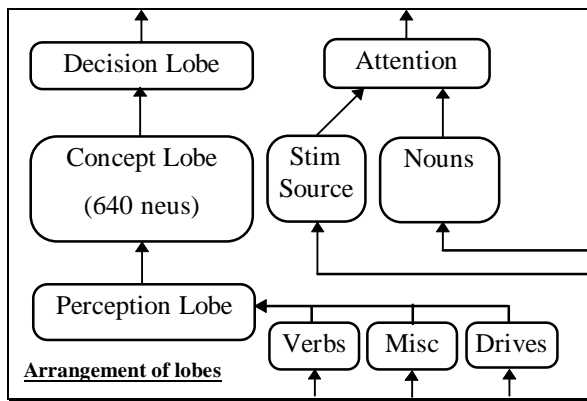 Decision Lobe
Attention
Concept Lobe
(640 neus)
Stim
Source
Nouns
Perception Lobe
Verbs
Misc
Drives
Arrangement of lobes